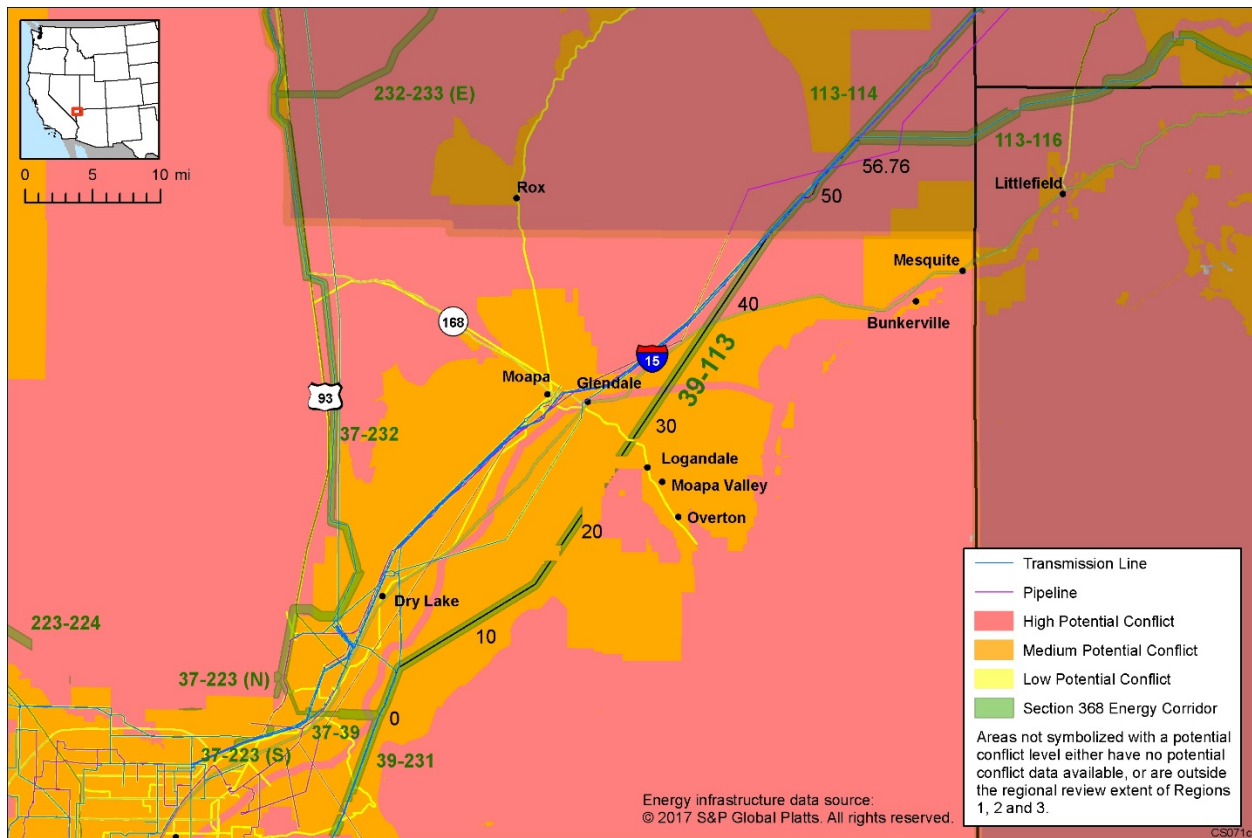 232-233 (E)
113-114
113-116
0 5 10 mi
56.76
Rox
50
Littlefield
Mesquite
Bunkerville
40
168
15
39-113
Moapa
Glendale
93
37-232
30
Logandale
Moapa Valley
Overton
20
Dry Lake
10
223-224
37-223 (N)
0
37-39
37-223 (S)
39-231
Transmission Line
Pipeline
High Potential Conflict
Medium Potential Conflict
Low Potential Conflict
Section 368 Energy Corridor
Areas not symbolized with a potential
conflict level either have no potential
conflict data available, or are outside
the regional review extent of Regions
1, 2 and 3.
Energy infrastructure data source:
© 2017 S&P Global Platts. All rights reserved.